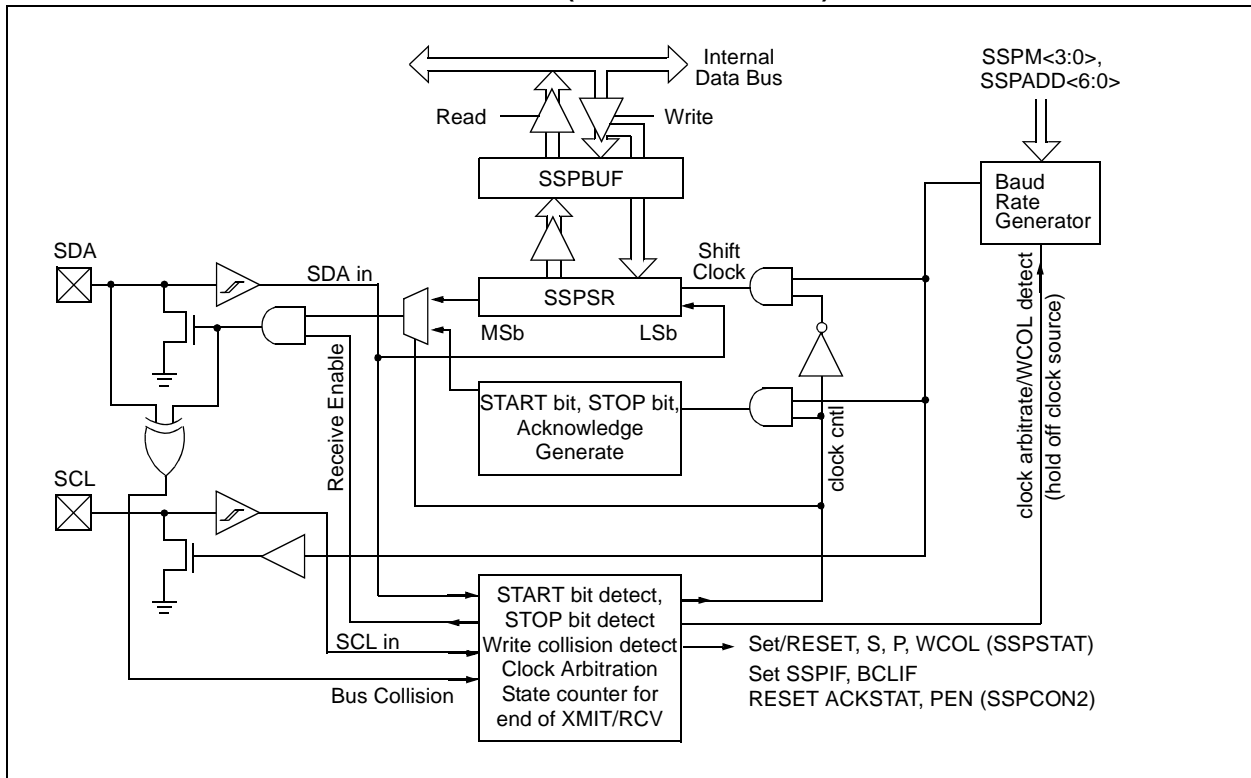 Internal
Data Bus
SSPM<3:0>,
SSPADD<6:0>
Read
Write
SSPBUF
Baud
Rate
Generator
SDA
Shift
Clock
SDA in
SSPSR
MSb
LSb
START bit, STOP bit,
Acknowledge
Generate
Receive Enable
clock cntl
clock arbitrate/WCOL detect
(hold off clock source)
SCL
START bit detect,
STOP bit detect
Write collision detect
Clock Arbitration
State counter for
end of XMIT/RCV
SCL in
Bus Collision
Set/RESET, S, P, WCOL (SSPSTAT)
Set SSPIF, BCLIF
RESET ACKSTAT, PEN (SSPCON2)